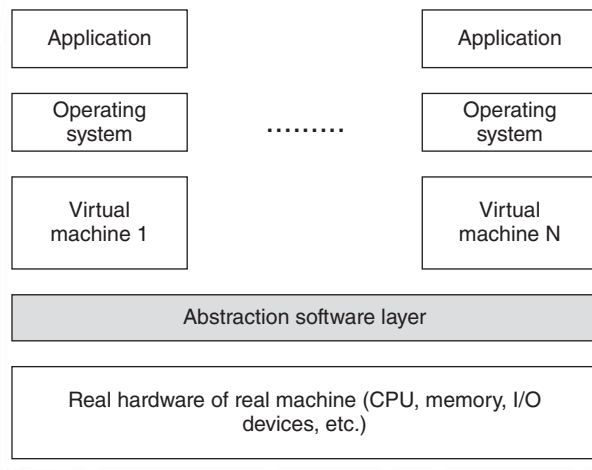 Application
Application
Operating
system
.........
Operating
system
Virtual
machine 1
Virtual
machine N
Abstraction software layer
Real hardware of real machine (CPU, memory, I/O
devices, etc.)